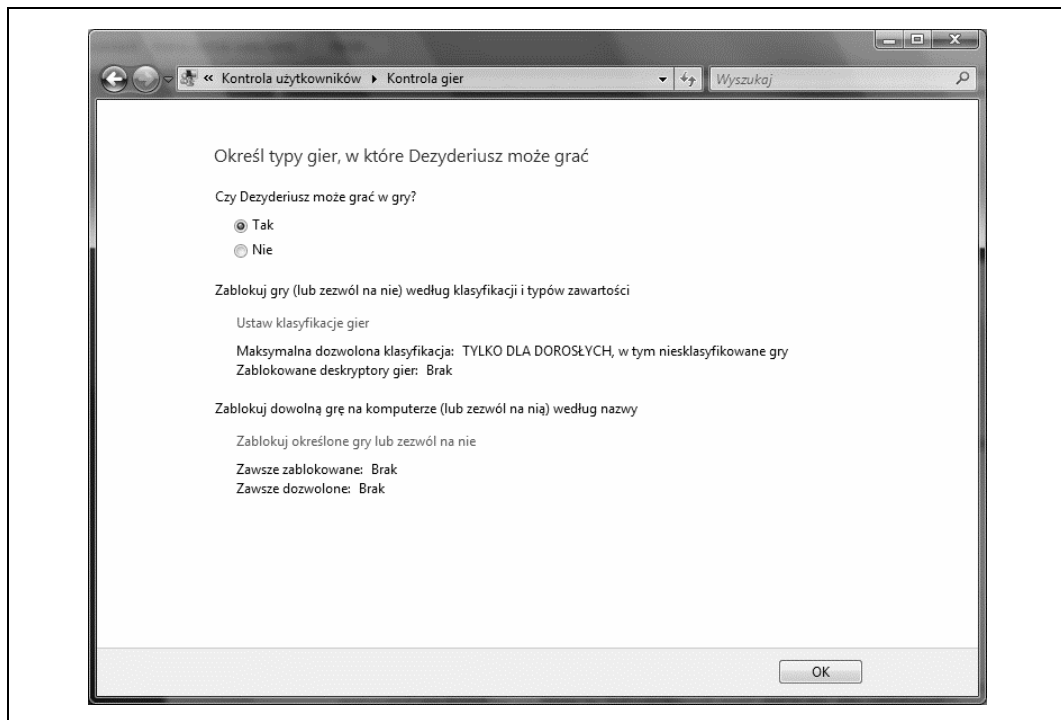 « Kontrola użytkowników ▸ Kontrola gier
Wyszukaj
Określ typy gier, w które Dezyderiusz może grać
Czy Dezyderiusz może grać w gry?
Tak
Nie
Zablokuj gry (lub zezwól na nie) według klasyfikacji i typów zawartości
Ustaw klasyfikacje gier
Maksymalna dozwolona klasyfikacja: TYLKO DLA DOROSŁYCH, w tym niesklasyfikowane gry
Zablokowane deskryptory gier: Brak
Zablokuj dowolną grę na komputerze (lub zezwól na nią) według nazwy
Zablokuj określone gry lub zezwól na nie
Zawsze zablokowane: Brak
Zawsze dozwolone: Brak
OK